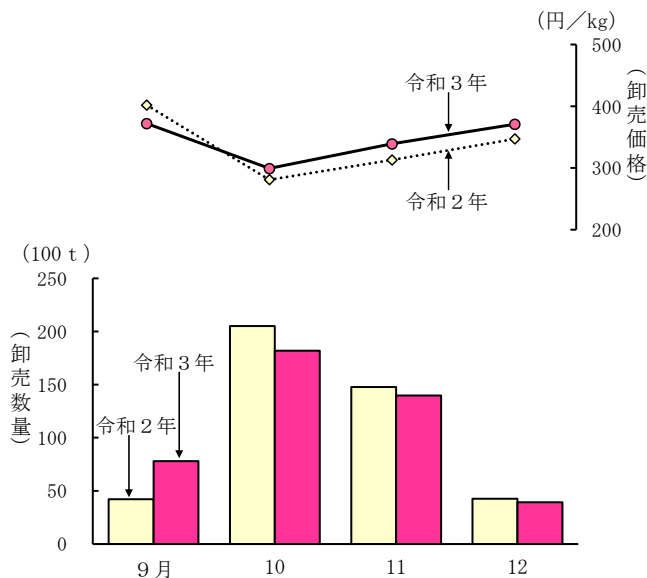 (円／kg)
500
400
300
200
（卸売価格）
令和３年
令和２年
(100ｔ)
250
200
150
100
50
0
（卸売数量）
令和３年
令和２年
９月
10
11
12